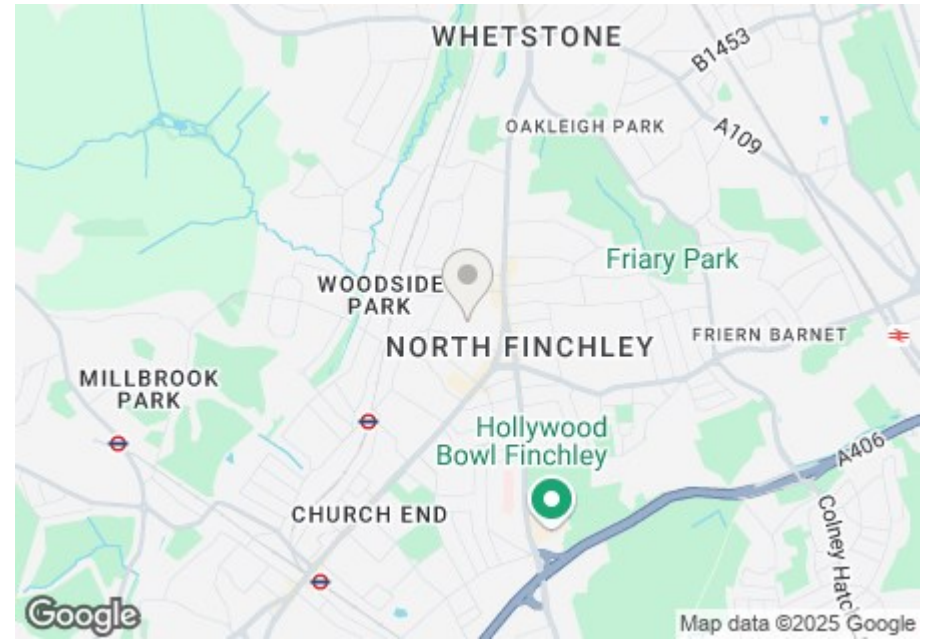 WHETSTONE
B1453
OAKLEIGH PARK
A109
Friary Park
WOODSIDE
PARK
NORTH FINCHLEY
FRIERN BARNET
MILLBROOK
PARK
Hollywood
Bowl Finchley
A406
CHURCH END
Colney Hatc
Google
Map data ©2025 Google